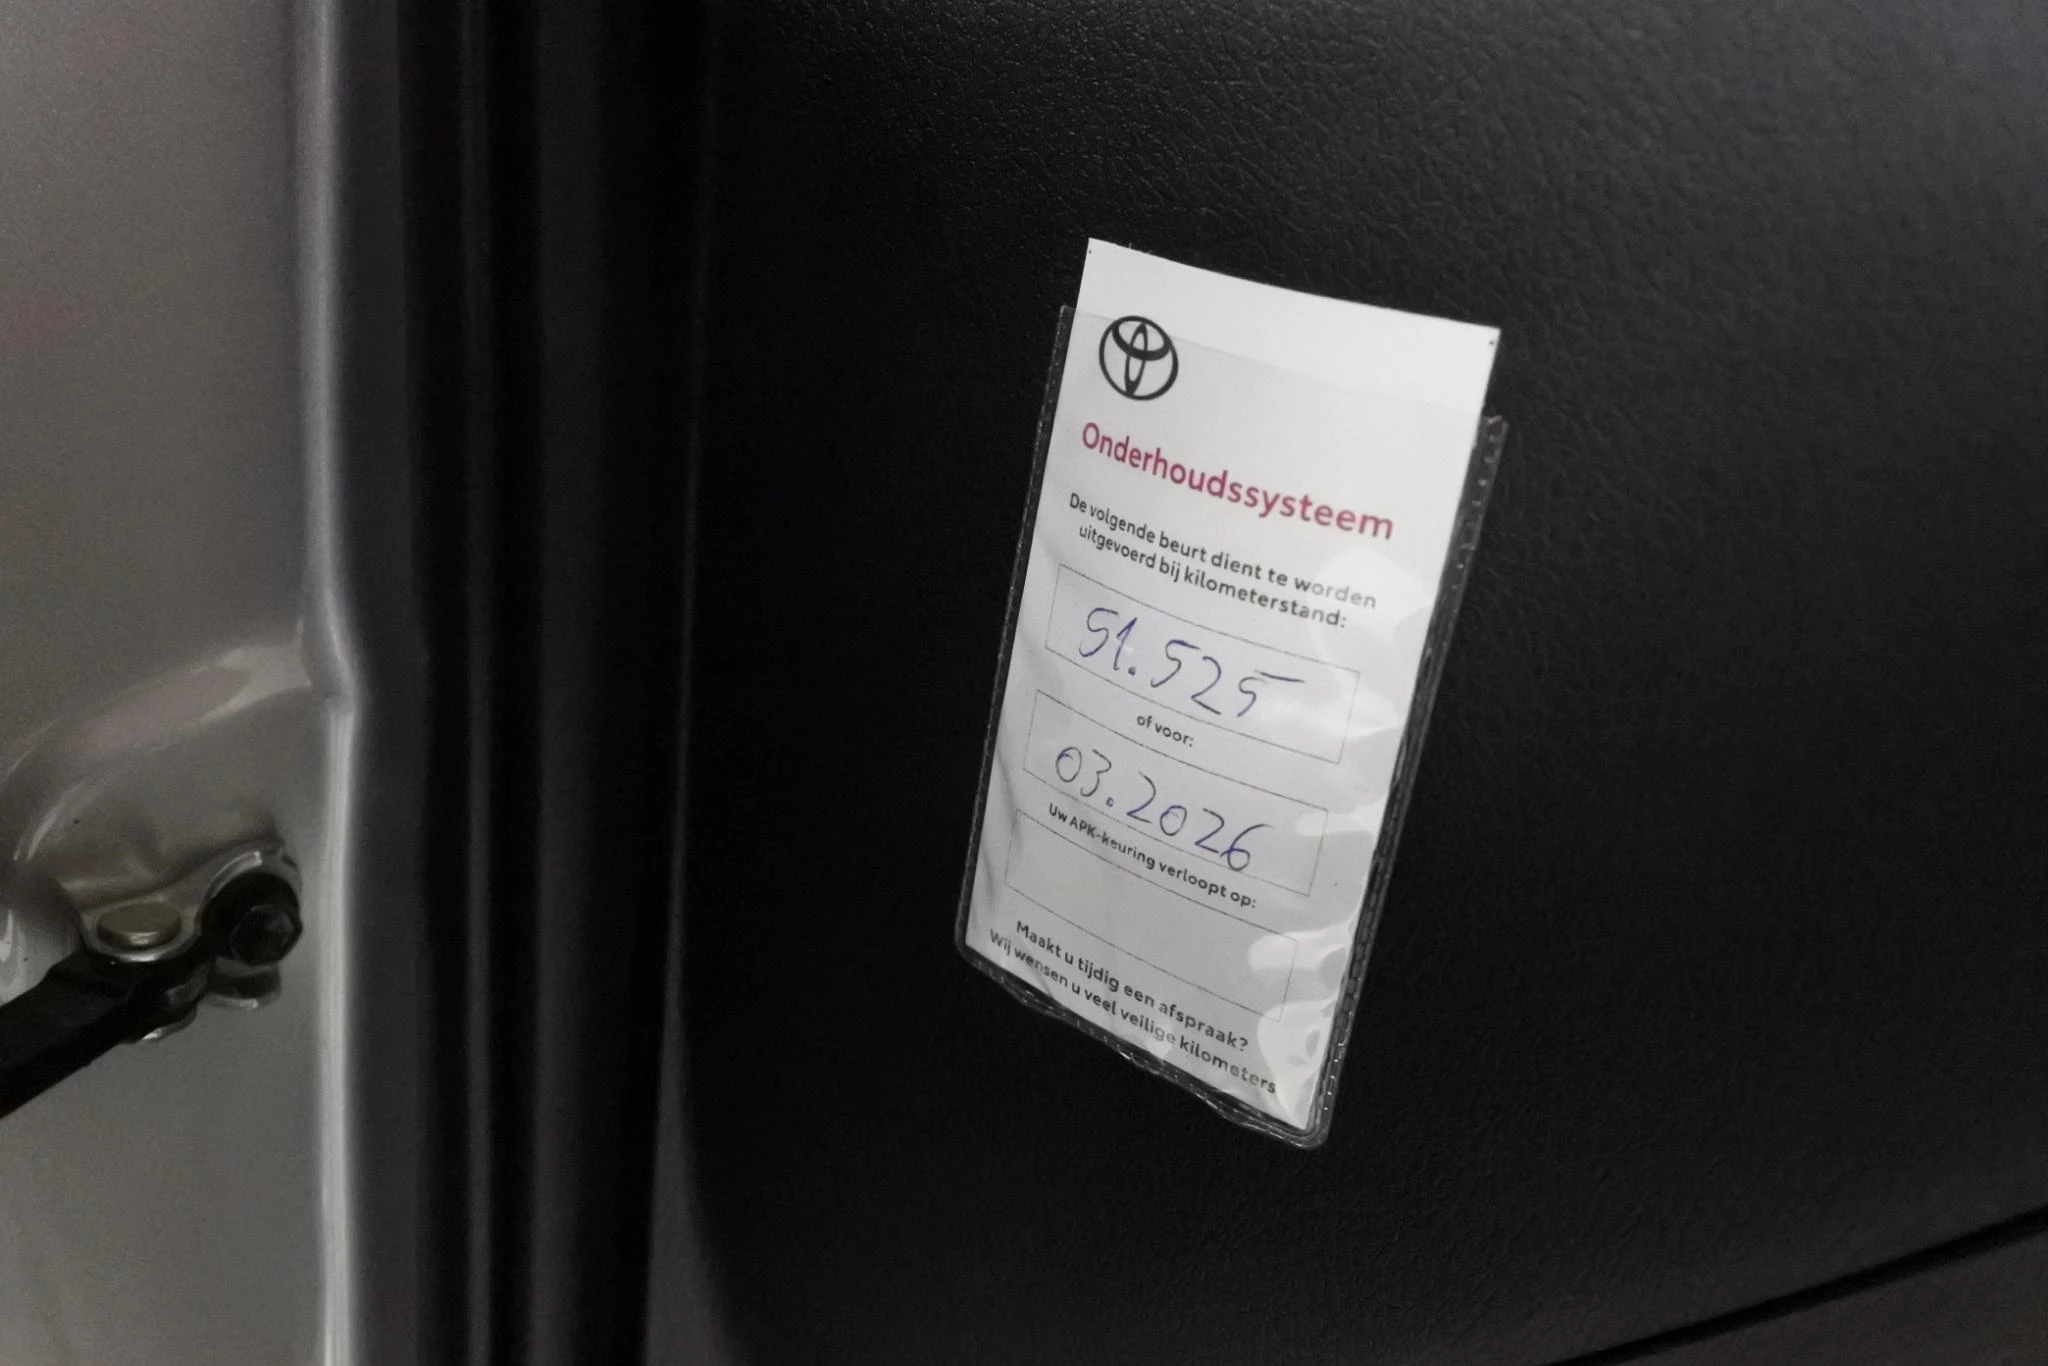 Onderhoudssysteem
De volgende beurt dient te worden
uitgevoerd bij kilometerstand:
51.525
of voor:
03.2026
Uw APK-keuring verloopt op:
Maakt u tijdig een afspraak?
Wij wensen u veel veilige kilometers